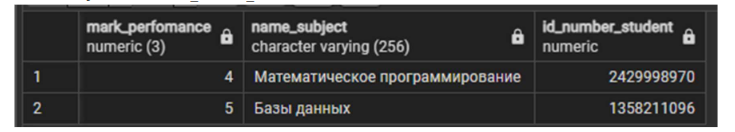 mark_perfomance name_subject id_number_student
numeric (3) character varying (256) numeric
1 4 Математическое программирование 2429998970
2 5 Базы данных 1358211096